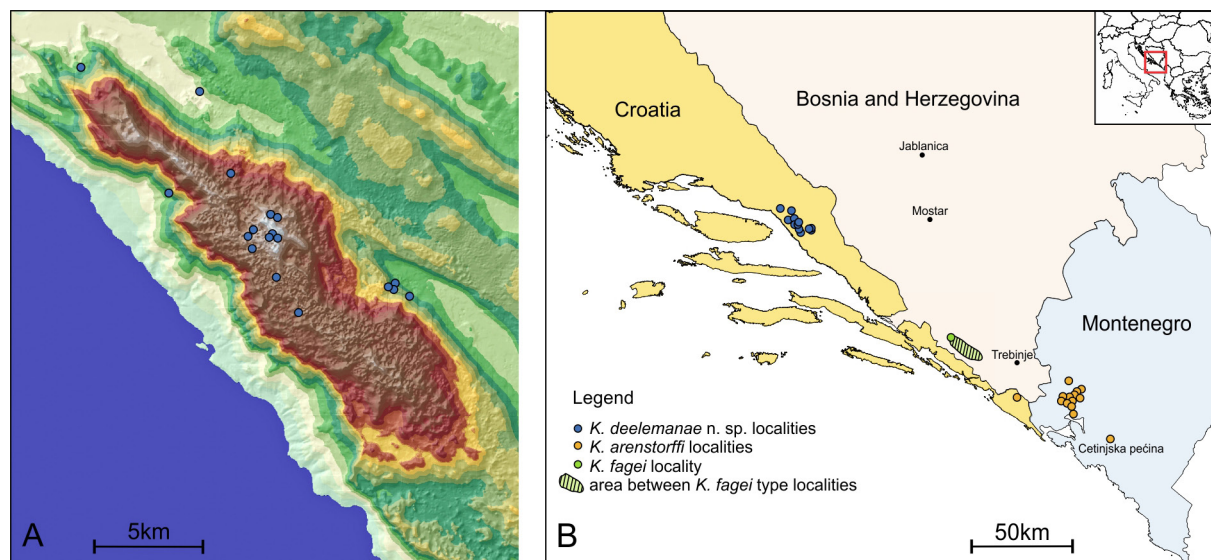 A
5km
B
Croatia
Bosnia and Herzegovina
Jablanica
Mostar
Montenegro
Trebinje
Cetinjska pećina
Legend
K. deelemanae n. sp. localities
K. arenstorffi localities
K. fagei locality
area between K. fagei type localities
50km